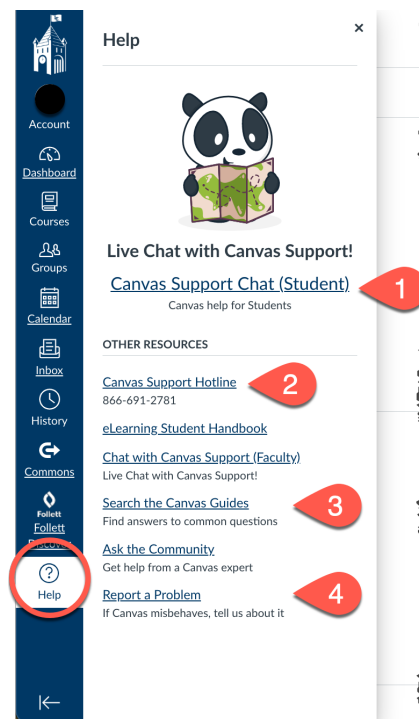 Help
×
Account
Dashboard
Courses
Groups
Calendar
Inbox
History
Commons
Follett
Follett
Discover
Help
Live Chat with Canvas Support!
Canvas Support Chat (Student)
1
Canvas help for Students
OTHER RESOURCES
Canvas Support Hotline
2
866-691-2781
eLearning Student Handbook
Chat with Canvas Support (Faculty)
Live Chat with Canvas Support!
Search the Canvas Guides
3
Find answers to common questions
Ask the Community
Get help from a Canvas expert
Report a Problem
4
If Canvas misbehaves, tell us about it